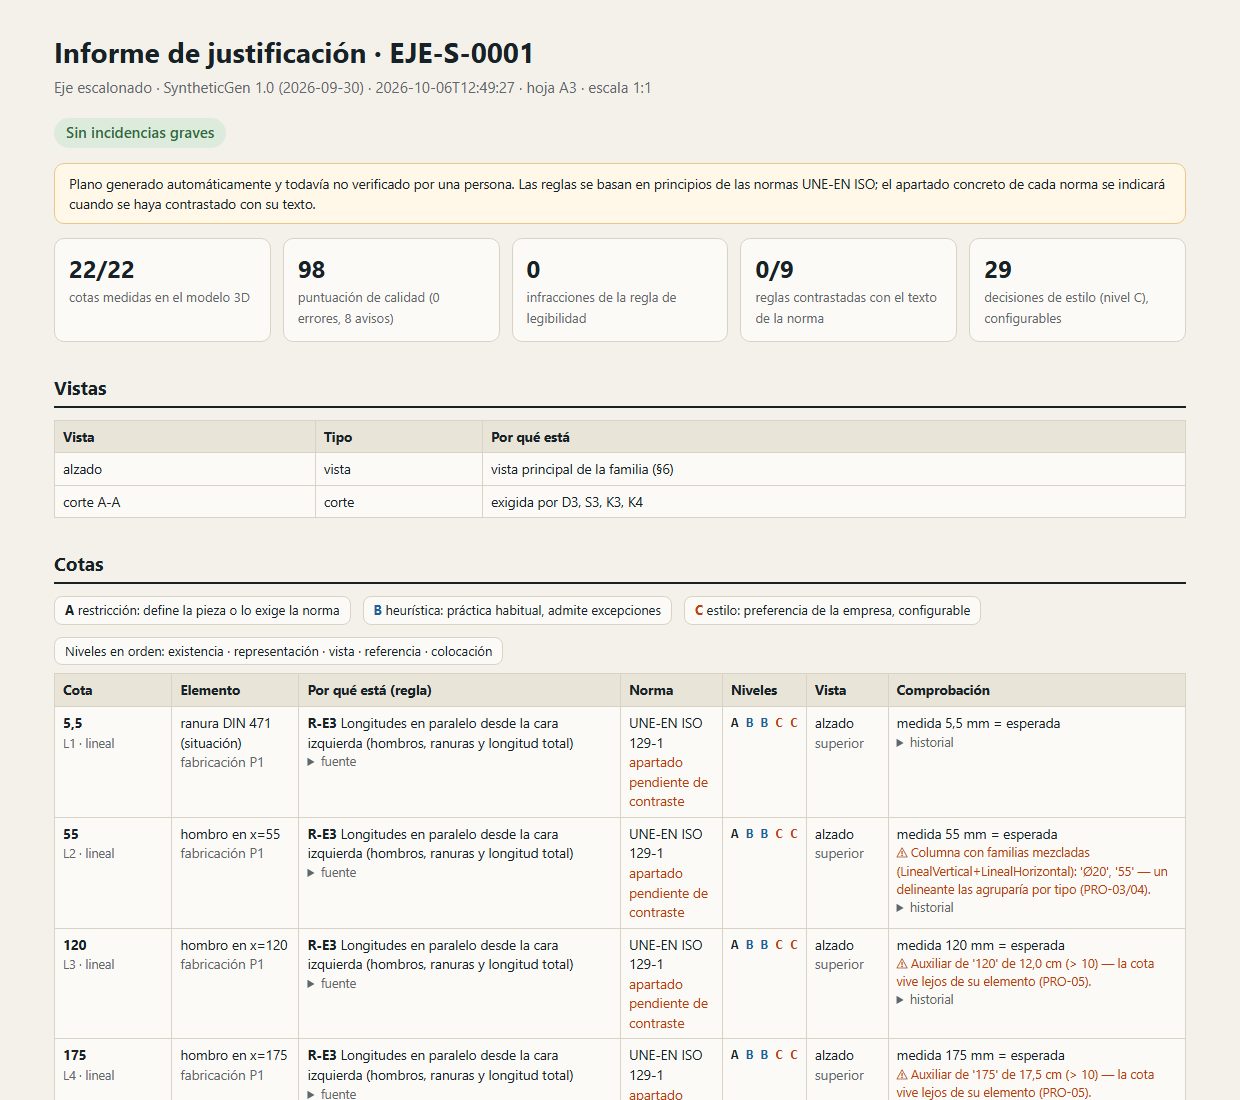 Informe de justificación · EJE-S-0001
Eje escalonado · SyntheticGen 1.0 (2026-09-30) · 2026-10-06T12:49:27 · hoja A3 · escala 1:1
Sin incidencias graves
Plano generado automáticamente y todavía no verificado por una persona. Las reglas se basan en principios de las normas UNE-EN ISO; el apartado concreto de cada norma se indicará
cuando se haya contrastado con su texto.
22/22
cotas medidas en el modelo 3D
98
puntuación de calidad (0
errores, 8 avisos)
0
infracciones de la regla de
legibilidad
0/9
reglas contrastadas con el texto
de la norma
29
decisiones de estilo (nivel C),
configurables
Vistas
Vista Tipo Por qué está
alzado vista vista principal de la familia (§6)
corte A-A corte exigida por D3, S3, K3, K4
Cotas
A restricción: define la pieza o lo exige la norma
B heurística: práctica habitual, admite excepciones
C estilo: preferencia de la empresa, configurable
Niveles en orden: existencia · representación · vista · referencia · colocación
Cota Elemento Por qué está (regla) Norma Niveles Vista Comprobación
5,5
L1 · lineal
ranura DIN 471
(situación)
fabricación P1
R-E3 Longitudes en paralelo desde la cara
izquierda (hombros, ranuras y longitud total)
▶ fuente
UNE-EN ISO
129-1
apartado
pendiente de
contraste
A B B C C
alzado
superior
medida 5,5 mm = esperada
▶ historial
55
L2 · lineal
hombro en x=55
fabricación P1
R-E3 Longitudes en paralelo desde la cara
izquierda (hombros, ranuras y longitud total)
▶ fuente
UNE-EN ISO
129-1
apartado
pendiente de
contraste
A B B C C
alzado
superior
medida 55 mm = esperada
⚠ Columna con familias mezcladas
(LinealVertical+LinealHorizontal): 'Ø20', '55' — un
delineante las agruparía por tipo (PRO-03/04).
▶ historial
120
L3 · lineal
hombro en x=120
fabricación P1
R-E3 Longitudes en paralelo desde la cara
izquierda (hombros, ranuras y longitud total)
▶ fuente
UNE-EN ISO
129-1
apartado
pendiente de
contraste
A B B C C
alzado
superior
medida 120 mm = esperada
⚠ Auxiliar de '120' de 12,0 cm (> 10) — la cota
vive lejos de su elemento (PRO-05).
▶ historial
175
L4 · lineal
hombro en x=175
fabricación P1
R-E3 Longitudes en paralelo desde la cara
izquierda (hombros, ranuras y longitud total)
▶ fuente
UNE-EN ISO
129-1
apartado
A B B C C
alzado
superior
medida 175 mm = esperada
⚠ Auxiliar de '175' de 17,5 cm (> 10) — la cota
vive lejos de su elemento (PRO-05).